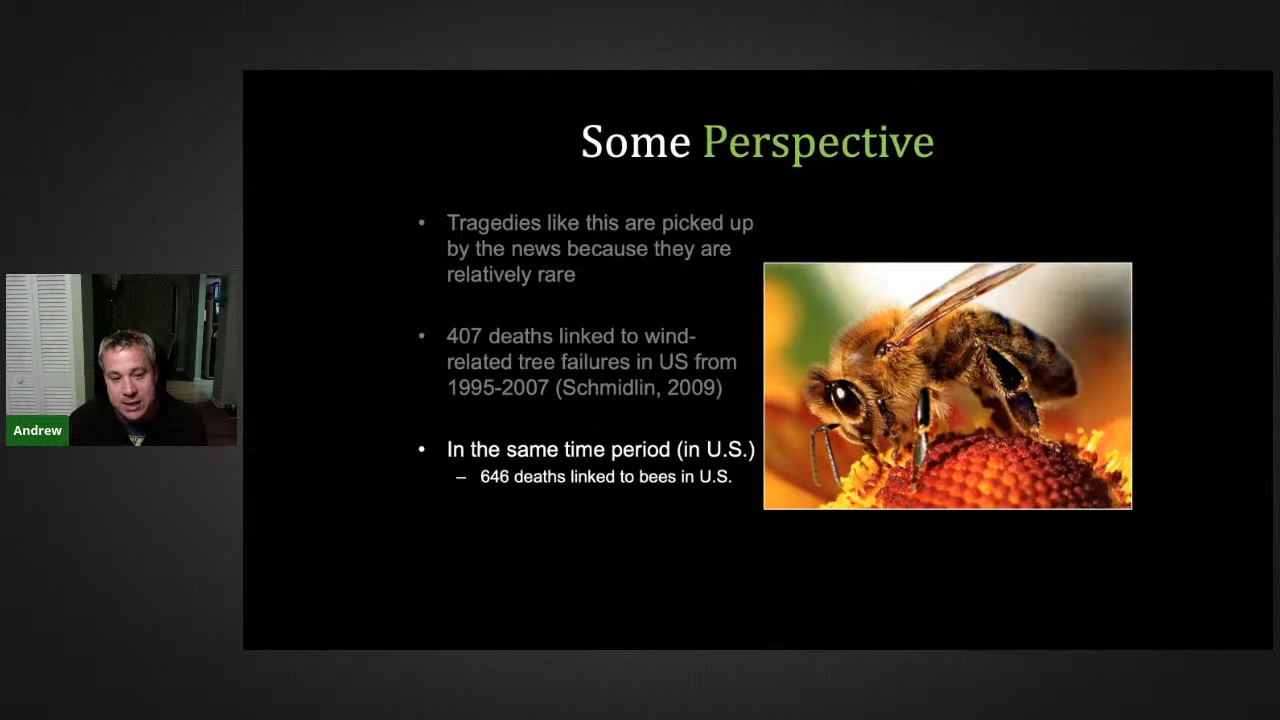 Some Perspective
• Tragedies like this are picked up
by the news because they are
relatively rare
• 407 deaths linked to wind-
related tree failures in US from
1995-2007 (Schmidlin, 2009)
• In the same time period (in U.S.)
– 646 deaths linked to bees in U.S.
Andrew